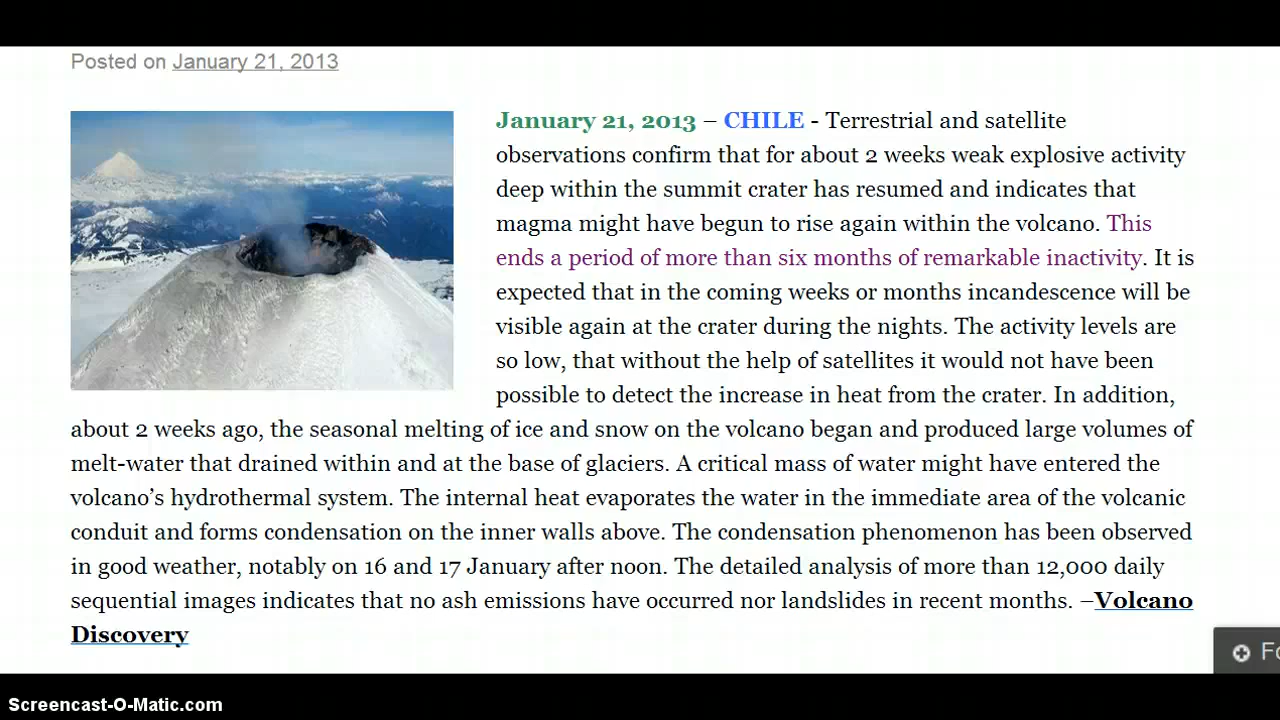 Posted on January 21, 2013
January 21, 2013 – CHILE - Terrestrial and satellite
observations confirm that for about 2 weeks weak explosive activity
deep within the summit crater has resumed and indicates that
magma might have begun to rise again within the volcano. This
ends a period of more than six months of remarkable inactivity. It is
expected that in the coming weeks or months incandescence will be
visible again at the crater during the nights. The activity levels are
so low, that without the help of satellites it would not have been
possible to detect the increase in heat from the crater. In addition,
about 2 weeks ago, the seasonal melting of ice and snow on the volcano began and produced large volumes of
melt-water that drained within and at the base of glaciers. A critical mass of water might have entered the
volcano’s hydrothermal system. The internal heat evaporates the water in the immediate area of the volcanic
conduit and forms condensation on the inner walls above. The condensation phenomenon has been observed
in good weather, notably on 16 and 17 January after noon. The detailed analysis of more than 12,000 daily
sequential images indicates that no ash emissions have occurred nor landslides in recent months. –Volcano
Discovery
Screencast-O-Matic.com